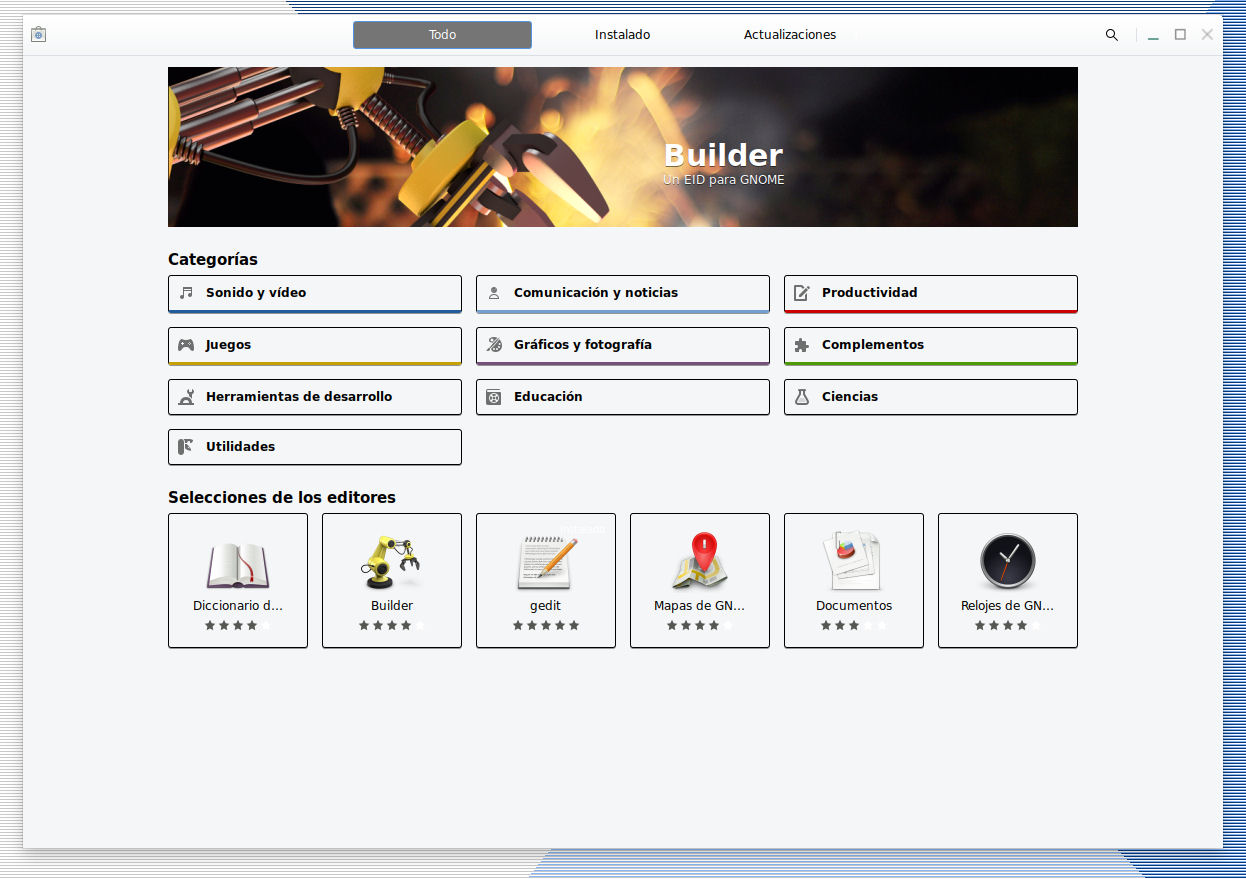 Todo
Instalado
Actualizaciones
Builder
Un EID para GNOME
Categorías
Sonido y vídeo
Comunicación y noticias
Productividad
Juegos
Gráficos y fotografía
Complementos
Herramientas de desarrollo
Educación
Ciencias
Utilidades
Selecciones de los editores
Instalado
Diccionario d...
Builder
gedit
Mapas de GN...
Documentos
Relojes de GN...